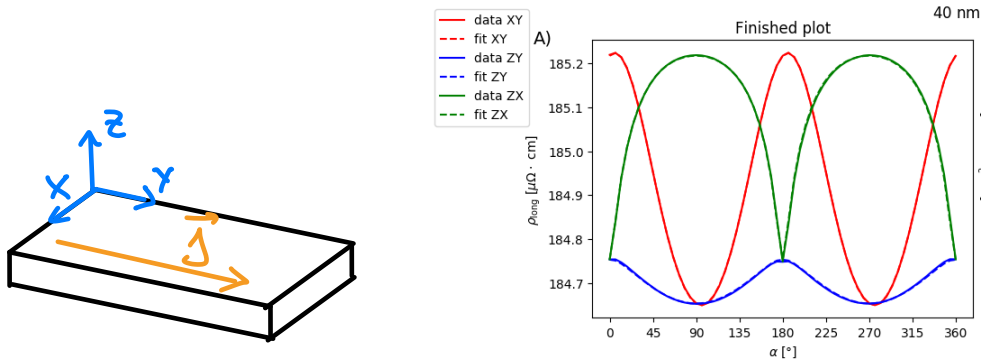 Z
X
Y
J
data XY
fit XY
data ZY
fit ZY
data ZX
fit ZX
A)
40 nm
Finished plot
ρlong [μΩ · cm]
185.2
185.1
185.0
184.9
184.8
184.7
0 45 90 135 180 225 270 315 360
α [°]